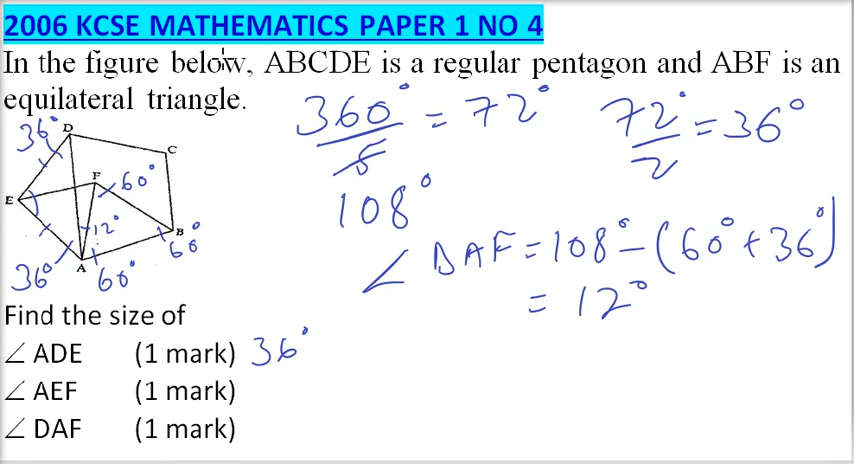 2006 KCSE MATHEMATICS PAPER 1 NO 4
In the figure below, ABCDE is a regular pentagon and ABF is an
equilateral triangle.
360°/5 = 72°
72°/2 = 36°
108°
∠DAF = 108° - (60° + 36°)
= 12°
36°
D
C
F
60°
E
12°
B
60°
36°
A
60°
Find the size of
∠ ADE (1 mark) 36°
∠ AEF (1 mark)
∠ DAF (1 mark)